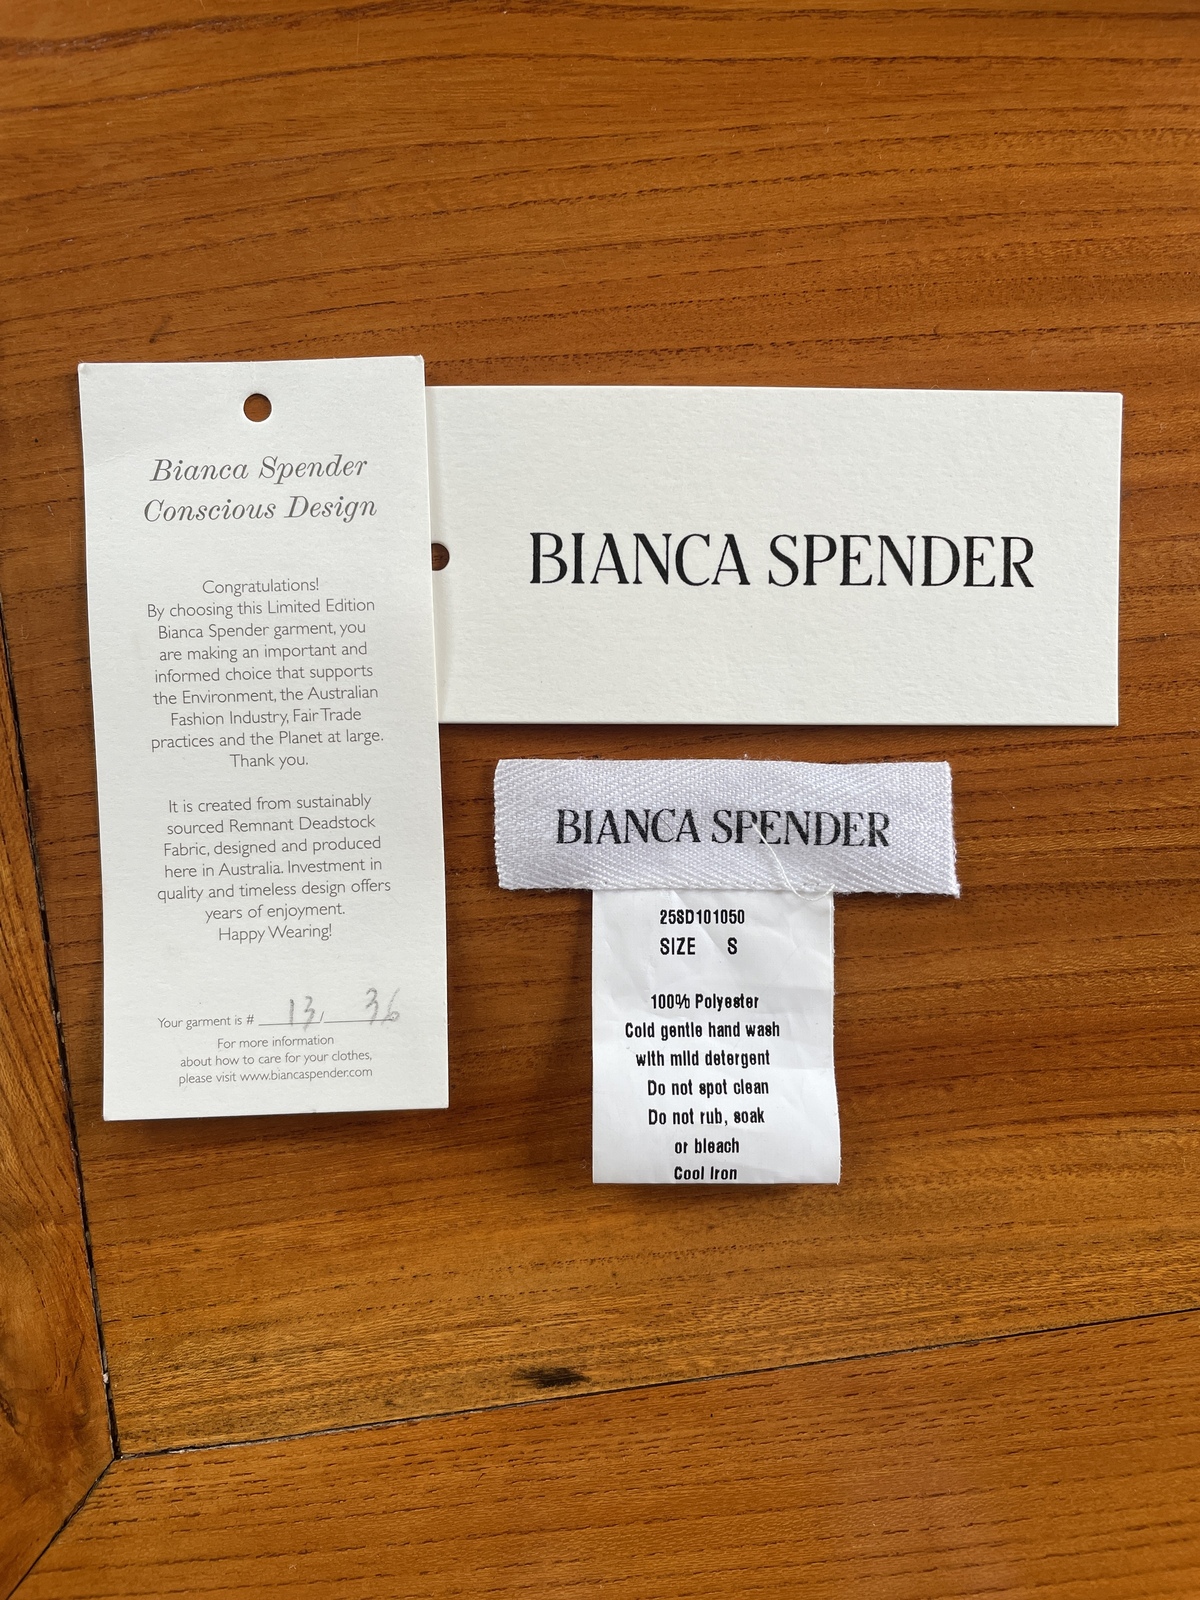 Bianca Spender
Conscious Design
Congratulations!
By choosing this Limited Edition
Bianca Spender garment, you
are making an important and
informed choice that supports
the Environment, the Australian
Fashion Industry, Fair Trade
practices and the Planet at large.
Thank you.
It is created from sustainably
sourced Remnant Deadstock
Fabric, designed and produced
here in Australia. Investment in
quality and timeless design offers
years of enjoyment.
Happy Wearing!
Your garment is # 13, 36
For more information
about how to care for your clothes,
please visit www.biancaspender.com
BIANCA SPENDER
BIANCA SPENDER
25SD101050
SIZE S
100% Polyester
Cold gentle hand wash
with mild detergent
Do not spot clean
Do not rub, soak
or bleach
Cool Iron